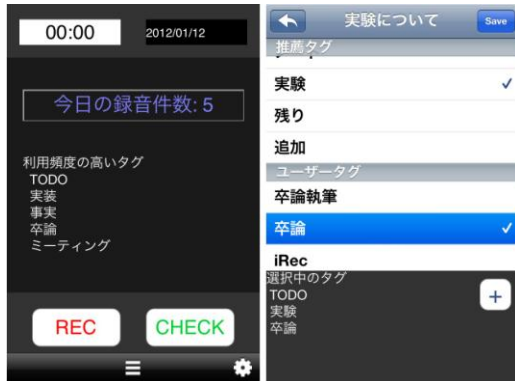 00:00
2012/01/12
今日の録音件数: 5
利用頻度の高いタグ
TODO
実装
事実
卒論
ミーティング
REC
CHECK
実験について
Save
推薦タグ
実験
残り
追加
ユーザータグ
卒論執筆
卒論
iRec
選択中のタグ
TODO
実験
卒論